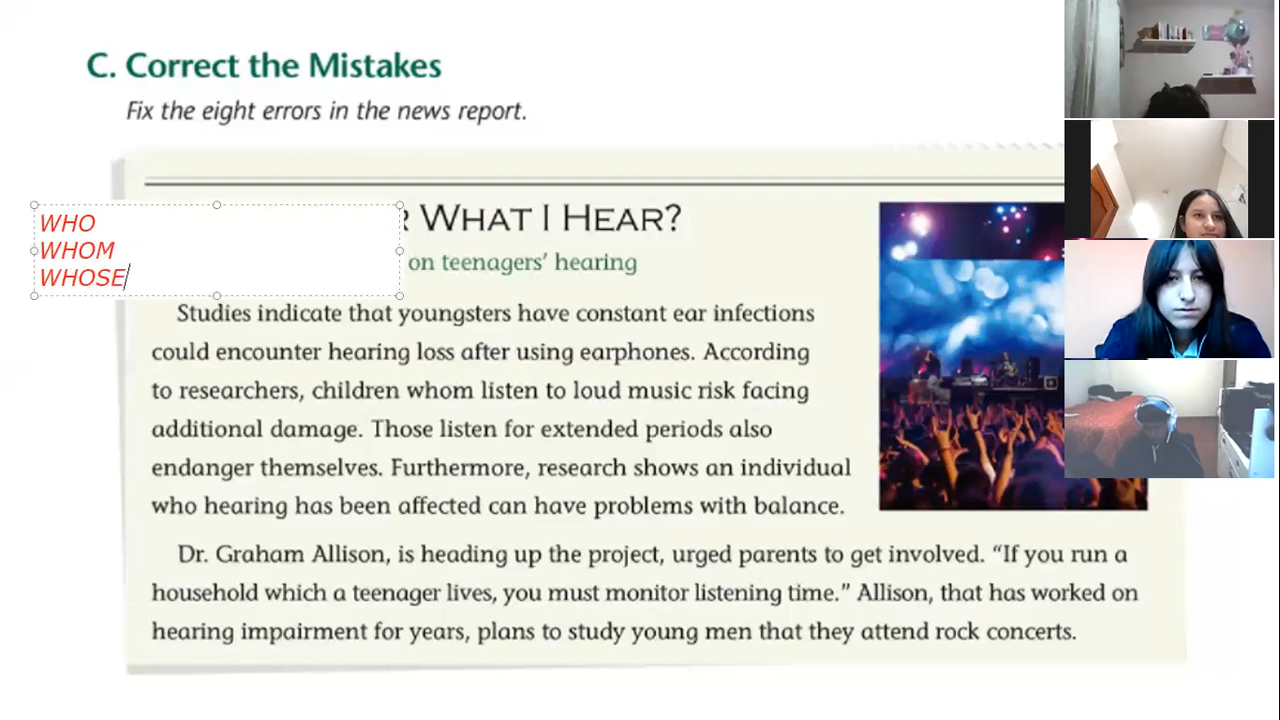 C. Correct the Mistakes
Fix the eight errors in the news report.
WHO
WHOM
WHOSE
WHAT I HEAR?
on teenagers' hearing
Studies indicate that youngsters have constant ear infections
could encounter hearing loss after using earphones. According
to researchers, children whom listen to loud music risk facing
additional damage. Those listen for extended periods also
endanger themselves. Furthermore, research shows an individual
who hearing has been affected can have problems with balance.
Dr. Graham Allison, is heading up the project, urged parents to get involved. “If you run a
household which a teenager lives, you must monitor listening time.” Allison, that has worked on
hearing impairment for years, plans to study young men that they attend rock concerts.